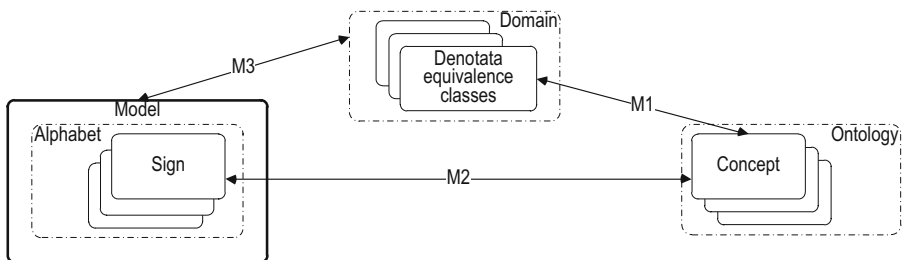 Domain
Denotata
equivalence
classes
M3
M1
Model
Alphabet
Ontology
Sign
Concept
M2